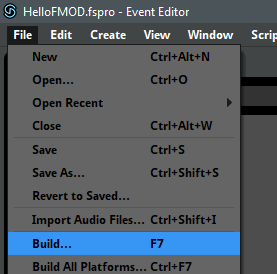 HelloFMOD.fspro - Event Editor
File Edit Create View Window Scrip
New Ctrl+Alt+N
Open... Ctrl+O
Open Recent
Close Ctrl+Alt+W
Save Ctrl+S
Save As... Ctrl+Shift+S
Revert to Saved...
Import Audio Files... Ctrl+Shift+I
Build... F7
Build All Platforms... Ctrl+F7